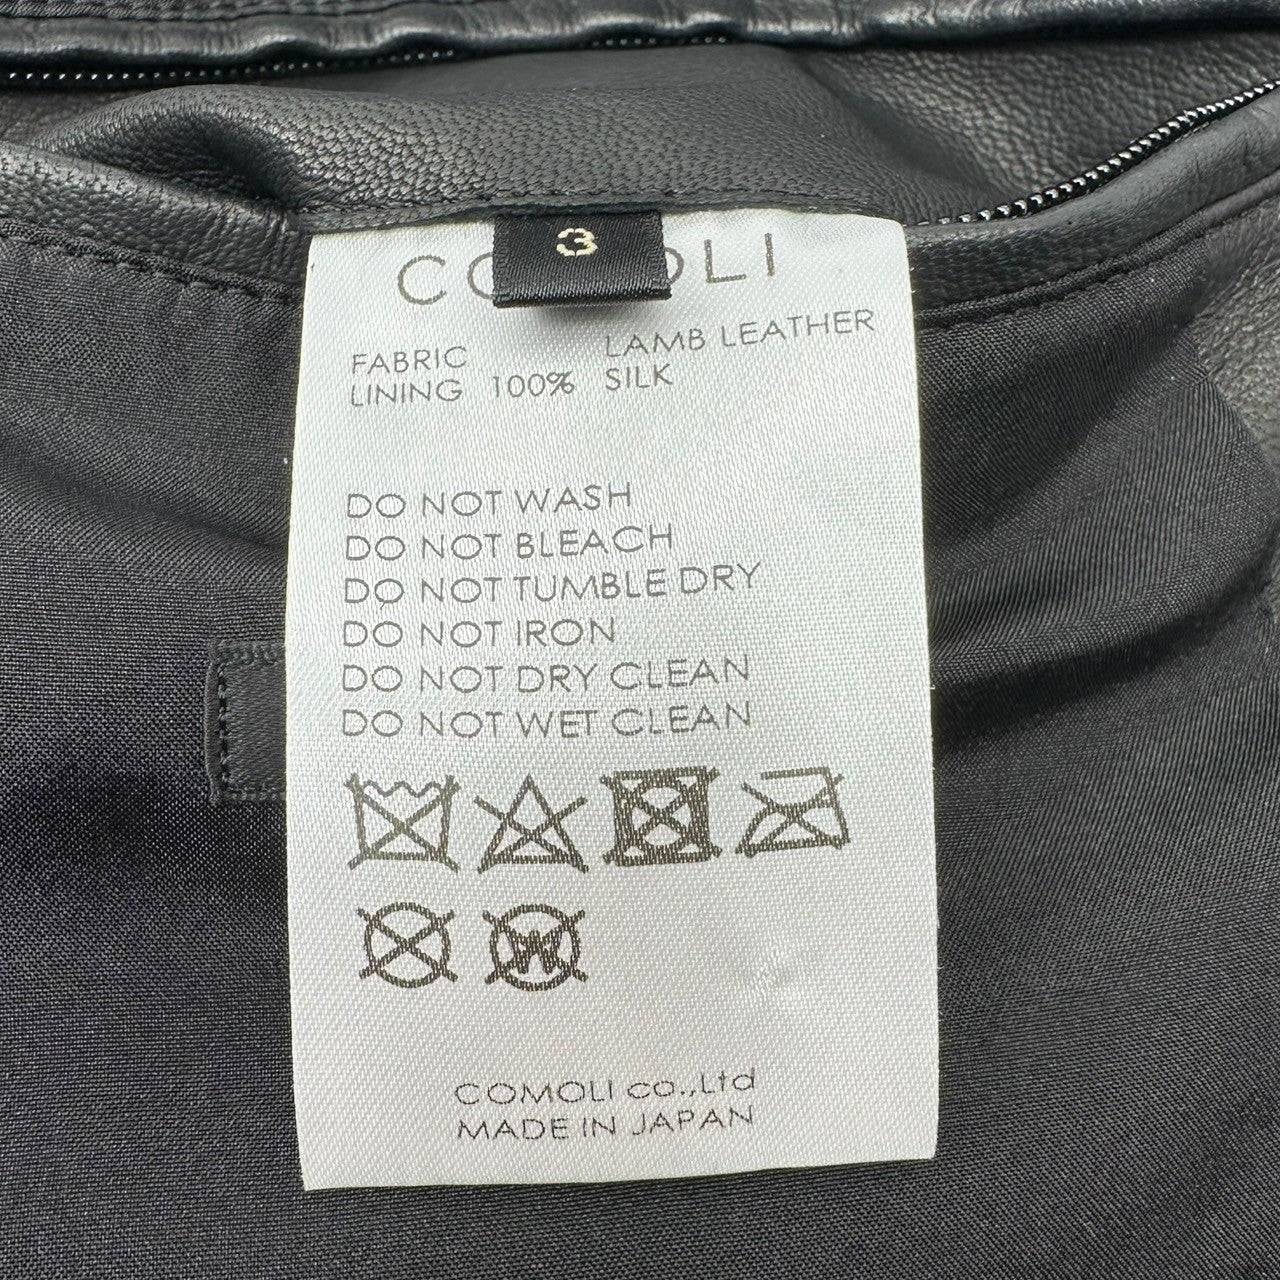 3
COMOLI
FABRIC LAMB LEATHER
LINING 100% SILK
DO NOT WASH
DO NOT BLEACH
DO NOT TUMBLE DRY
DO NOT IRON
DO NOT DRY CLEAN
DO NOT WET CLEAN
W
COMOLI co.,Ltd
MADE IN JAPAN